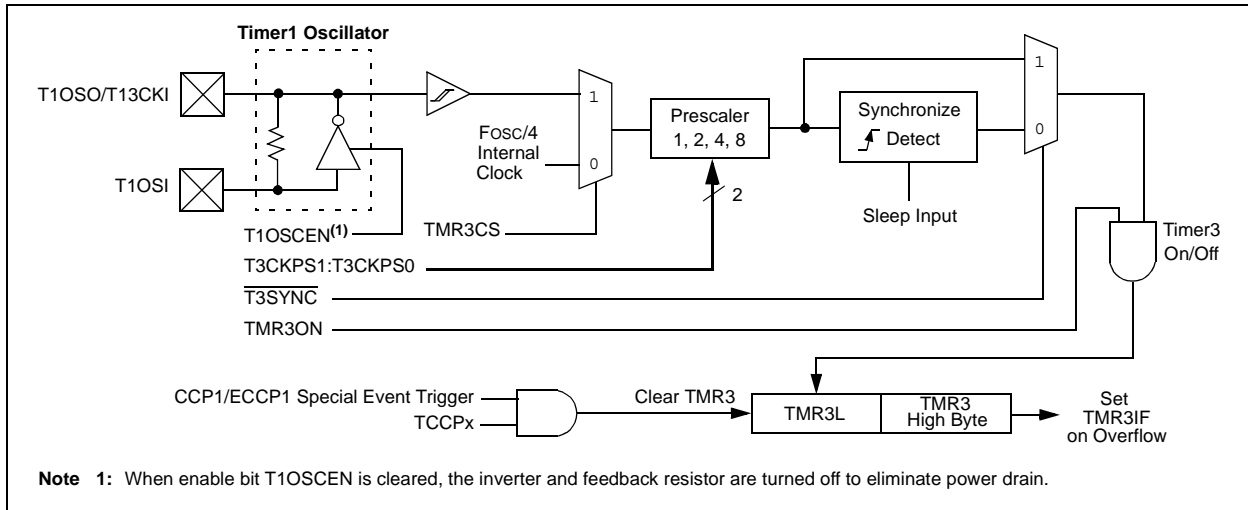 Timer1 Oscillator
T1OSO/T13CKI
T1OSI
1
0
FOSC/4
Internal
Clock
Prescaler
1, 2, 4, 8
2
Synchronize
Detect
Sleep Input
1
0
T1OSCEN(1)
TMR3CS
T3CKPS1:T3CKPS0
T3SYNC
TMR3ON
Timer3
On/Off
CCP1/ECCP1 Special Event Trigger
TCCPx
Clear TMR3
TMR3L
TMR3
High Byte
Set
TMR3IF
on Overflow
Note 1: When enable bit T1OSCEN is cleared, the inverter and feedback resistor are turned off to eliminate power drain.